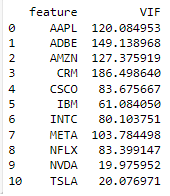 feature VIF
0 AAPL 120.084953
1 ADBE 149.138968
2 AMZN 127.375919
3 CRM 186.498640
4 CSCO 83.675667
5 IBM 61.084050
6 INTC 80.103751
7 META 103.784498
8 NFLX 83.399147
9 NVDA 19.975952
10 TSLA 20.076971